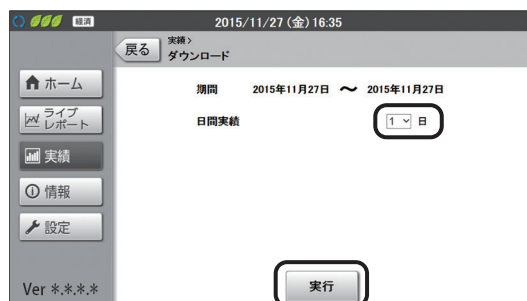 経済
2015/11/27 (金) 16:35
戻る
実績>
ダウンロード
ホーム
ライブ
レポート
実績
情報
設定
Ver *.*.*.*
期間 2015年11月27日 ～ 2015年11月27日
日間実績 1 日
実行